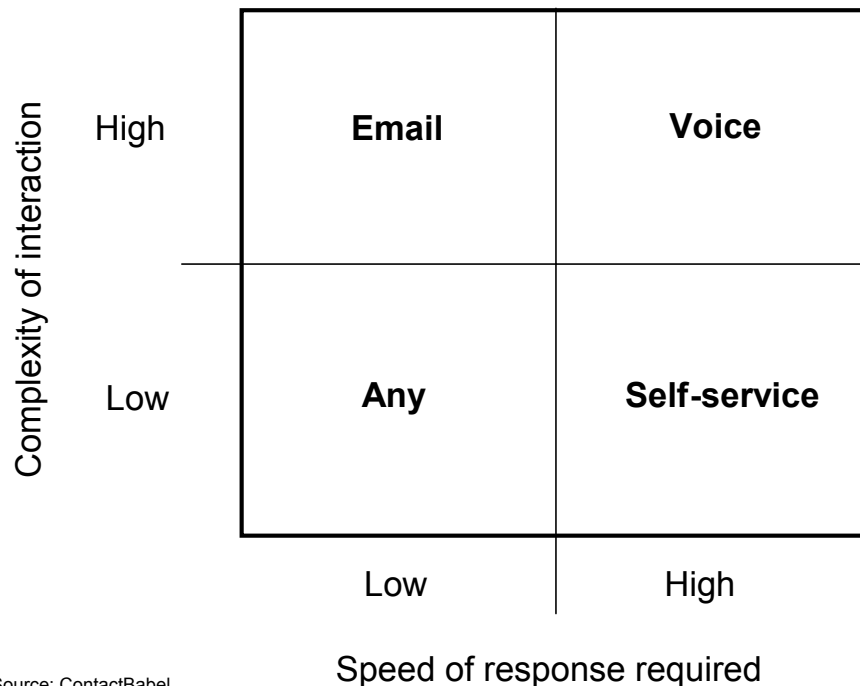 Complexity of interaction
High
Email
Voice
Low
Any
Self-service
Low
High
Speed of response required
Source: ContactBabel